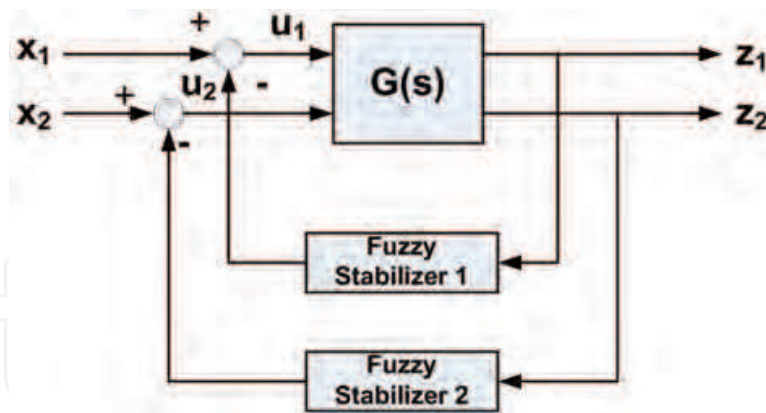 +
x₁
u₁
z₁
-
G(s)
+
u₂
x₂
z₂
-
Fuzzy
Stabilizer 1
Fuzzy
Stabilizer 2